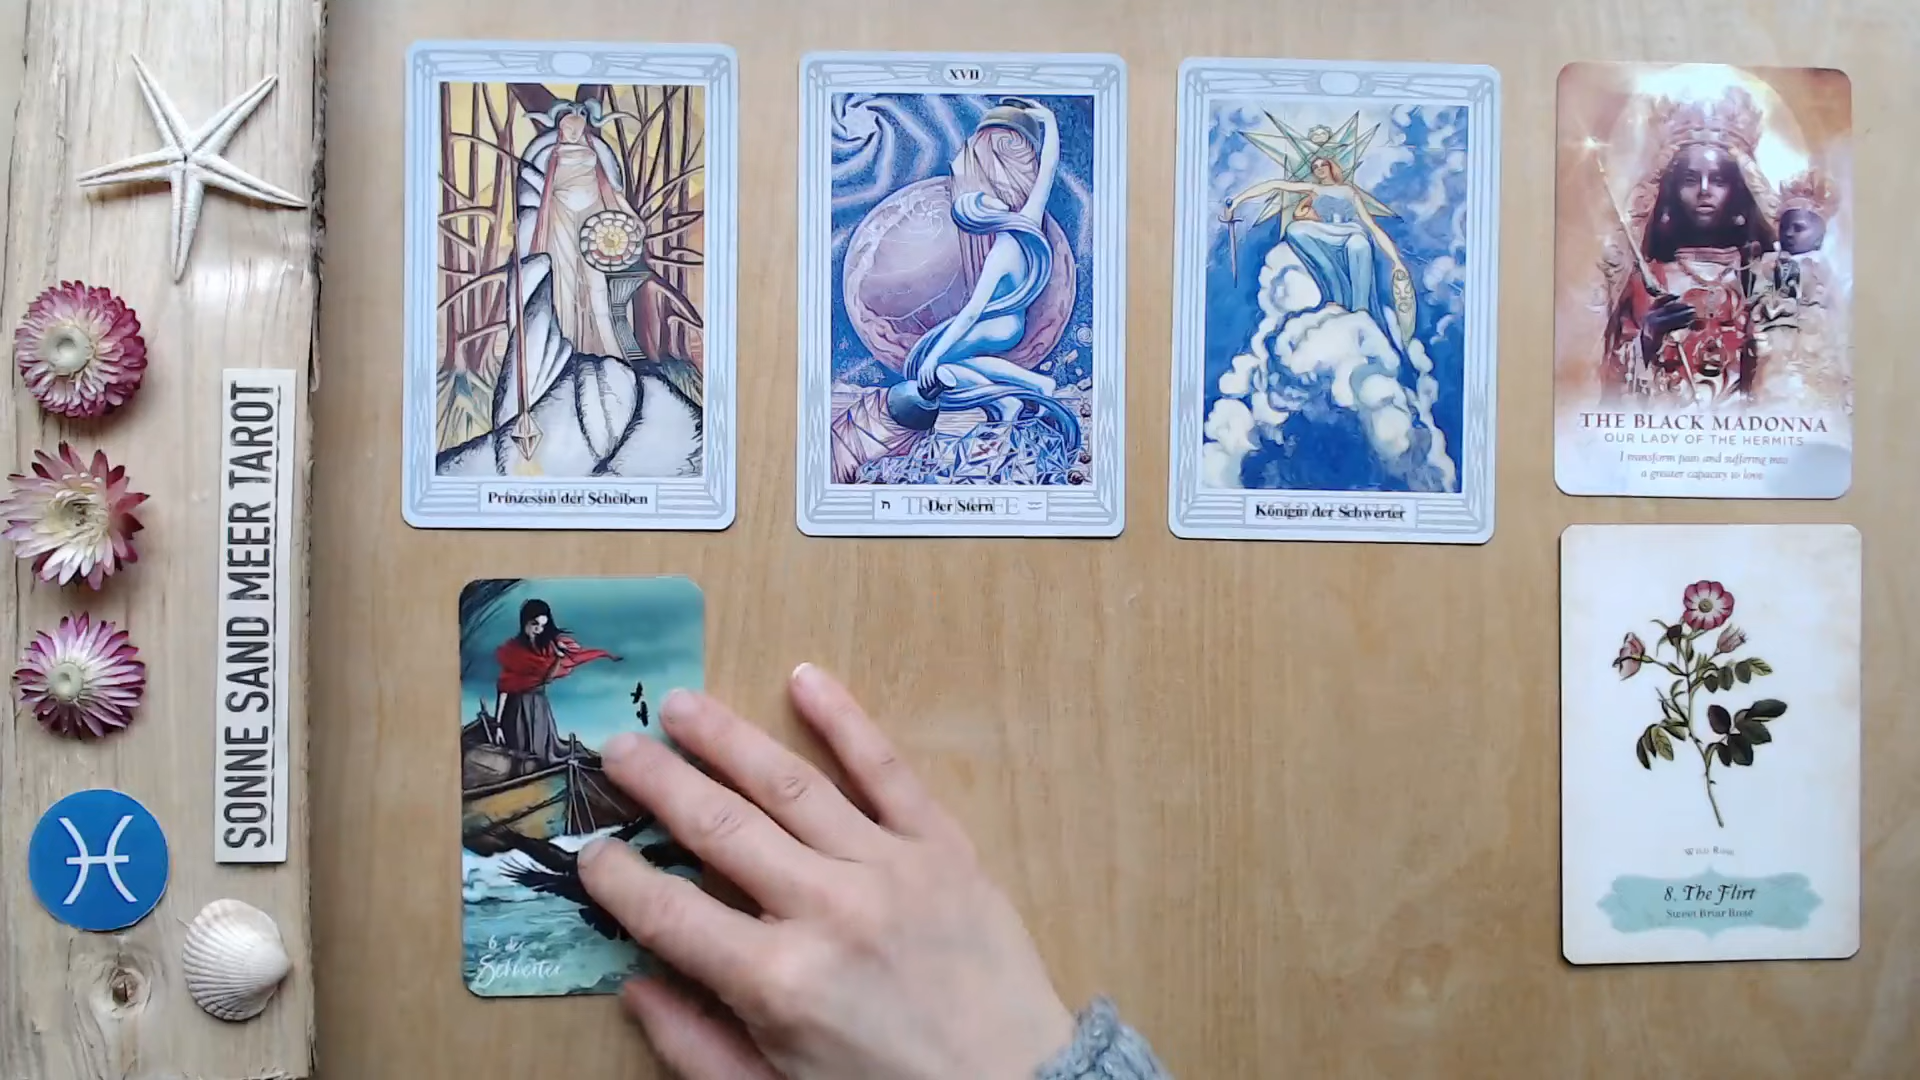 SONNE SAND MEER TAROT
Prinzessin der Scheiben
XVII
Der Stern
Königin der Schwerter
THE BLACK MADONNA
OUR LADY OF THE HERMITS
I transform pain and suffering into
a greater capacity to love
6 der
Schwerter
Wild Rose
8. The Flirt
Sweet Briar Rose